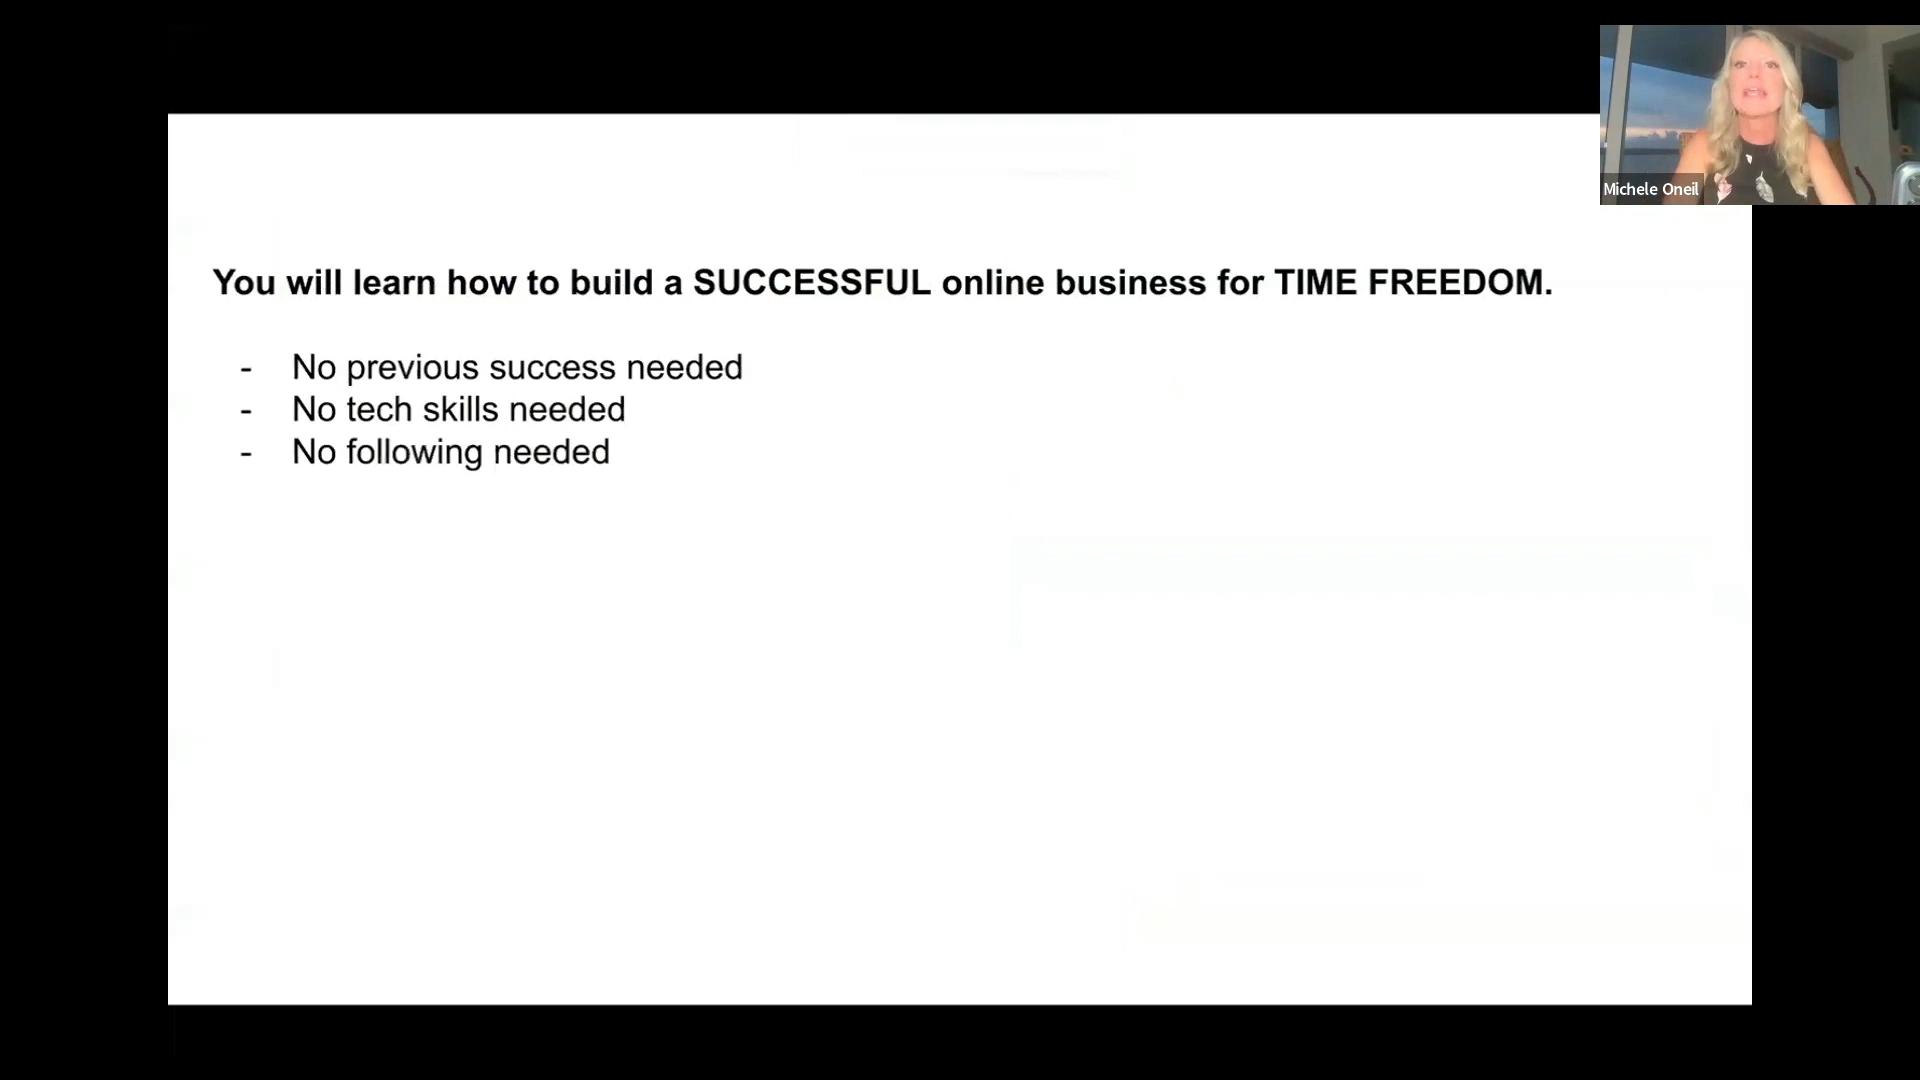 You will learn how to build a SUCCESSFUL online business for TIME FREEDOM.
- No previous success needed
- No tech skills needed
- No following needed
Michele Oneil